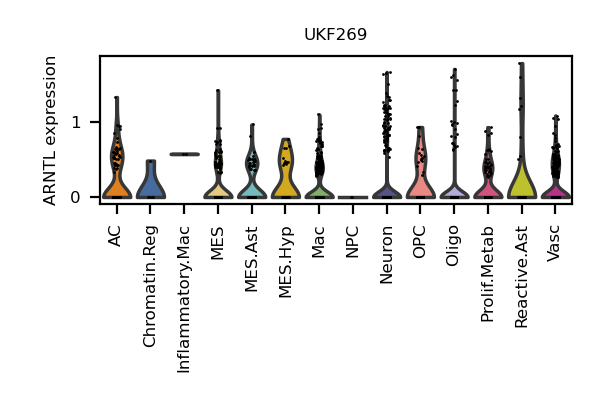 UKF269
ARNTL expression
1
0
AC
Chromatin.Reg
Inflammatory.Mac
MES
MES.Ast
MES.Hyp
Mac
NPC
Neuron
OPC
Oligo
Prolif.Metab
Reactive.Ast
Vasc